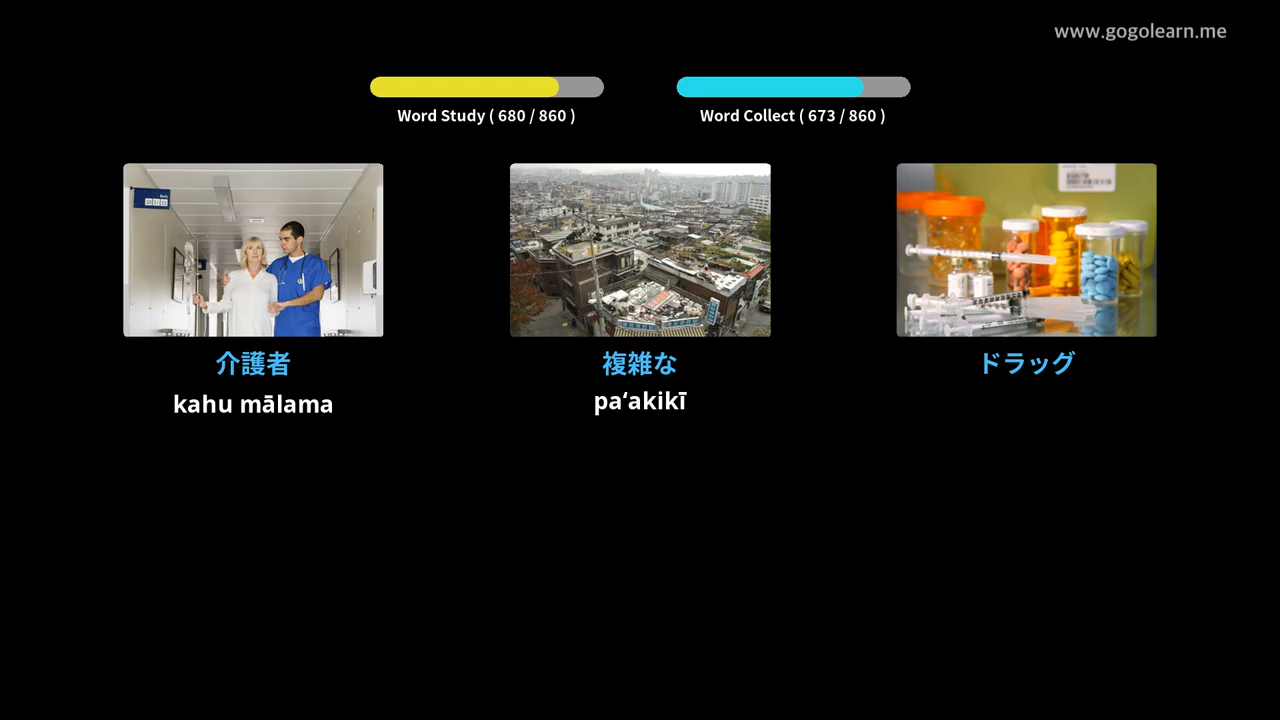 www.gogolearn.me
Word Study ( 680 / 860 )
Word Collect ( 673 / 860 )
介護者
複雑な
ドラッグ
kahu mālama
paʻakikī